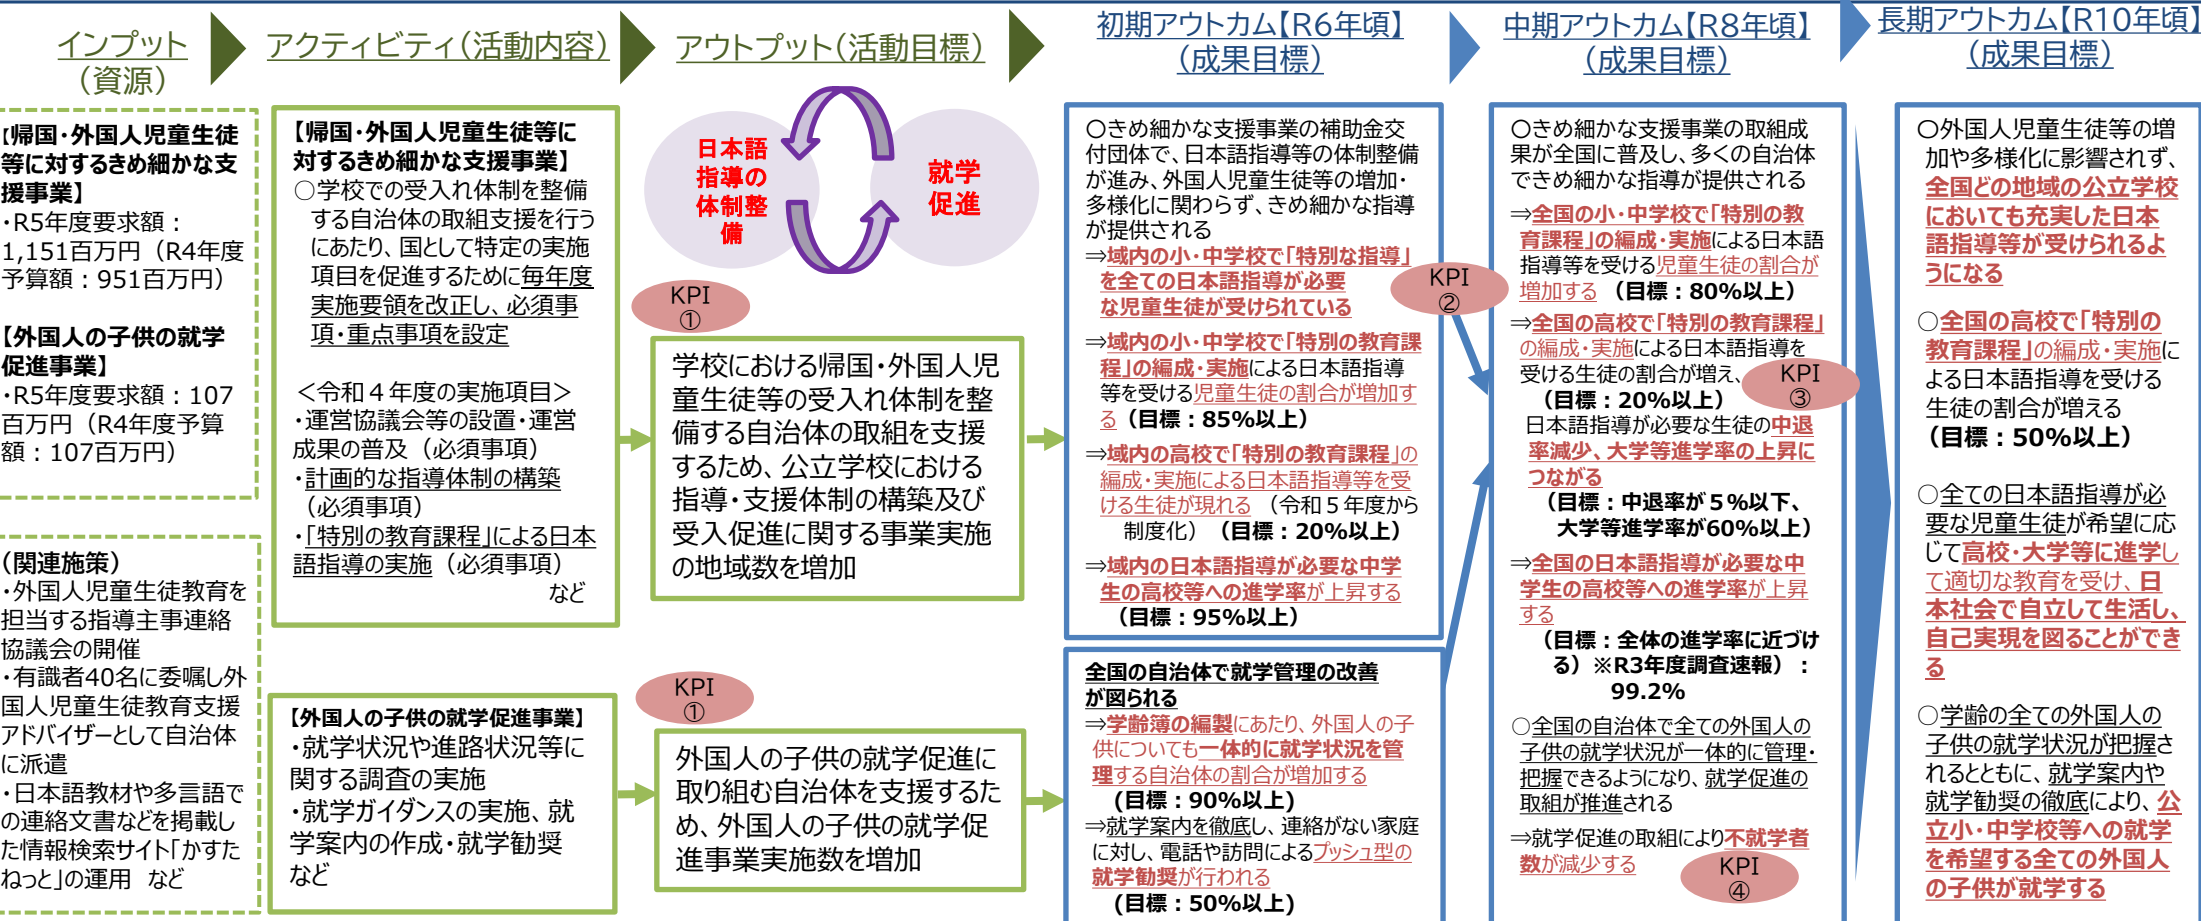 インプット
（資源）
アクティビティ（活動内容）
アウトプット（活動目標）
初期アウトカム【R6年頃】
（成果目標）
中期アウトカム【R8年頃】
（成果目標）
長期アウトカム【R10年頃】
（成果目標）
【帰国・外国人児童生徒
等に対するきめ細かな支
援事業】
・R5年度要求額：
1,151百万円（R4年度
予算額：951百万円）
【外国人の子供の就学
促進事業】
・R5年度要求額：107
百万円（R4年度予算
額：107百万円）
（関連施策）
・外国人児童生徒教育を
担当する指導主事連絡
協議会の開催
・有識者40名に委嘱し外
国人児童生徒教育支援
アドバイザーとして自治体
に派遣
・日本語教材や多言語で
の連絡文書などを掲載し
た情報検索サイト「かすた
ねっと」の運用 など
【帰国・外国人児童生徒等に
対するきめ細かな支援事業】
○学校での受入れ体制を整備
する自治体の取組支援を行う
にあたり、国として特定の実施
項目を促進するために毎年度
実施要領を改正し、必須事
項・重点事項を設定
＜令和４年度の実施項目＞
・運営協議会等の設置・運営
成果の普及（必須事項）
・計画的な指導体制の構築
（必須事項）
・「特別の教育課程」による日本
語指導の実施（必須事項）
など
【外国人の子供の就学促進事業】
・就学状況や進路状況等に
関する調査の実施
・就学ガイダンスの実施、就
学案内の作成・就学勧奨
など
日本語
指導の
体制整
備
就学
促進
KPI
①
学校における帰国・外国人児
童生徒等の受入れ体制を整
備する自治体の取組を支援
するため、公立学校における
指導・支援体制の構築及び
受入促進に関する事業実施
の地域数を増加
KPI
①
外国人の子供の就学促進に
取り組む自治体を支援するた
め、外国人の子供の就学促
進事業実施数を増加
○きめ細かな支援事業の補助金交
付団体で、日本語指導等の体制整備
が進み、外国人児童生徒等の増加・
多様化に関わらず、きめ細かな指導
が提供される
⇒域内の小・中学校で「特別な指導」
を全ての日本語指導が必要
な児童生徒が受けられている
⇒域内の小・中学校で「特別の教育課
程」の編成・実施による日本語指導
等を受ける児童生徒の割合が増加す
る（目標：85%以上）
⇒域内の高校で「特別の教育課程」の
編成・実施による日本語指導等を受
ける生徒が現れる （令和５年度から
制度化）（目標：20%以上）
⇒域内の日本語指導が必要な中学
生の高校等への進学率が上昇する
（目標：95%以上）
全国の自治体で就学管理の改善
が図られる
⇒学齢簿の編製にあたり、外国人の子
供についても一体的に就学状況を管
理する自治体の割合が増加する
(目標：90%以上)
⇒就学案内を徹底し、連絡がない家庭
に対し、電話や訪問によるプッシュ型の
就学勧奨が行われる
(目標：50%以上)
KPI
②
○きめ細かな支援事業の取組成
果が全国に普及し、多くの自治体
できめ細かな指導が提供される
⇒全国の小・中学校で「特別の教
育課程」の編成・実施による日本語
指導等を受ける児童生徒の割合が
増加する （目標：80%以上）
⇒全国の高校で「特別の教育課程」
の編成・実施による日本語指導を
受ける生徒の割合が増え、
（目標：20%以上）
日本語指導が必要な生徒の中退
率減少、大学等進学率の上昇に
つながる
（目標：中退率が５%以下、
大学等進学率が60%以上）
⇒全国の日本語指導が必要な中
学生の高校等への進学率が上昇
する
（目標：全体の進学率に近づけ
る）※R3年度調査速報）：
99.2%
○全国の自治体で全ての外国人の
子供の就学状況が一体的に管理・
把握できるようになり、就学促進の
取組が推進される
⇒就学促進の取組により不就学者
数が減少する
KPI
③
KPI
④
○外国人児童生徒等の増
加や多様化に影響されず、
全国どの地域の公立学校
においても充実した日本
語指導等が受けられるよ
うになる
○全国の高校で「特別の
教育課程」の編成・実施に
よる日本語指導を受ける
生徒の割合が増える
（目標：50%以上）
○全ての日本語指導が必
要な児童生徒が希望に応
じて高校・大学等に進学し
て適切な教育を受け、日
本社会で自立して生活し、
自己実現を図ることができ
る
○学齢の全ての外国人の
子供の就学状況が把握さ
れるとともに、就学案内や
就学勧奨の徹底により、公
立小・中学校等への就学
を希望する全ての外国人
の子供が就学する